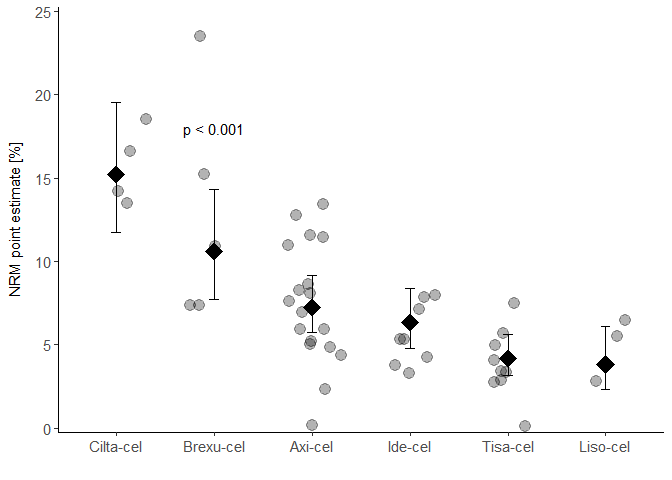 25
20
15
10
5
0
NRM point estimate [%]
p < 0.001
Cilta-cel Brexu-cel Axi-cel Ide-cel Tisa-cel Liso-cel